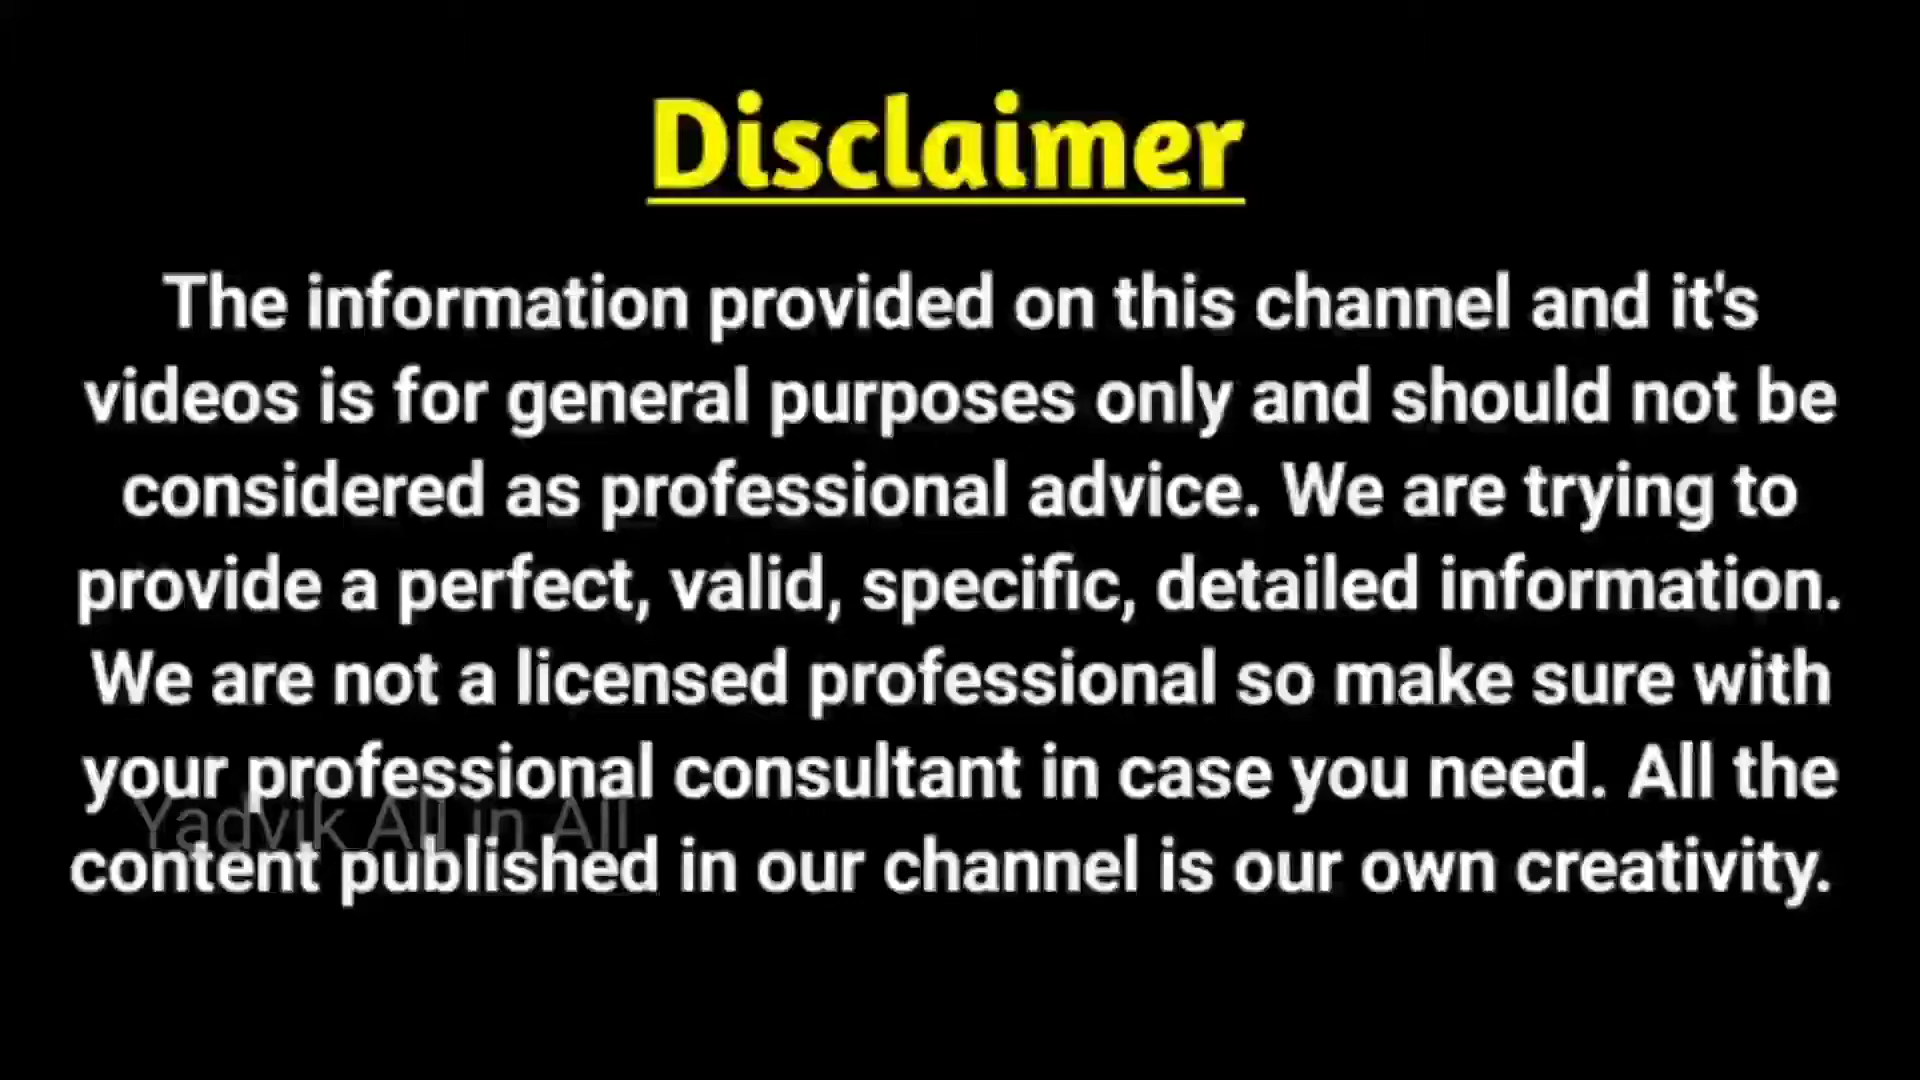 Disclaimer
The information provided on this channel and it's
videos is for general purposes only and should not be
considered as professional advice. We are trying to
provide a perfect, valid, specific, detailed information.
We are not a licensed professional so make sure with
your professional consultant in case you need. All the
Yadvik All in All
content published in our channel is our own creativity.